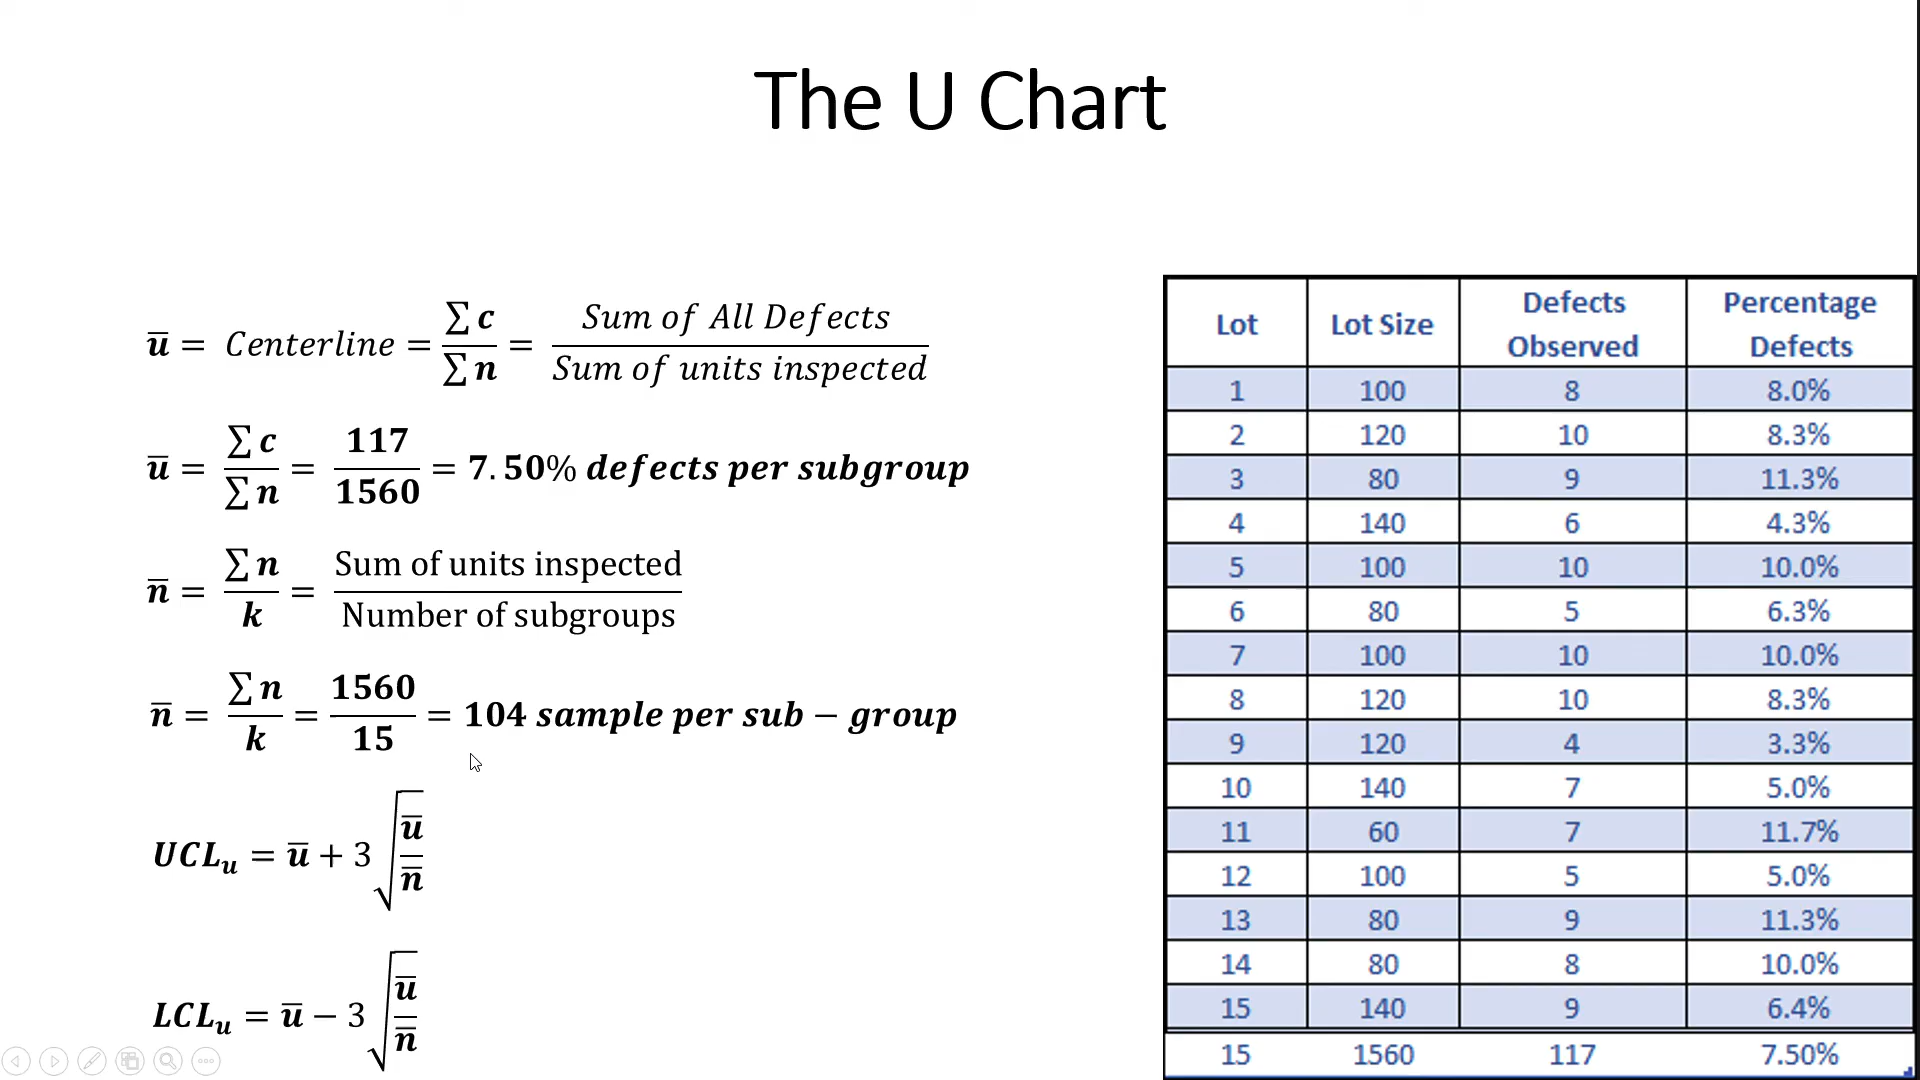 The U Chart
u̅ = Centerline = ∑c / ∑n = Sum of All Defects / Sum of units inspected
u̅ = ∑c / ∑n = 117 / 1560 = 7.50% defects per subgroup
n̅ = ∑n / k = Sum of units inspected / Number of subgroups
n̅ = ∑n / k = 1560 / 15 = 104 sample per sub − group
UCLᵤ = u̅ + 3 √(u̅ / n̅)
LCLᵤ = u̅ − 3 √(u̅ / n̅)
Lot | Lot Size | Defects Observed | Percentage Defects
1 | 100 | 8 | 8.0%
2 | 120 | 10 | 8.3%
3 | 80 | 9 | 11.3%
4 | 140 | 6 | 4.3%
5 | 100 | 10 | 10.0%
6 | 80 | 5 | 6.3%
7 | 100 | 10 | 10.0%
8 | 120 | 10 | 8.3%
9 | 120 | 4 | 3.3%
10 | 140 | 7 | 5.0%
11 | 60 | 7 | 11.7%
12 | 100 | 5 | 5.0%
13 | 80 | 9 | 11.3%
14 | 80 | 8 | 10.0%
15 | 140 | 9 | 6.4%
15 | 1560 | 117 | 7.50%